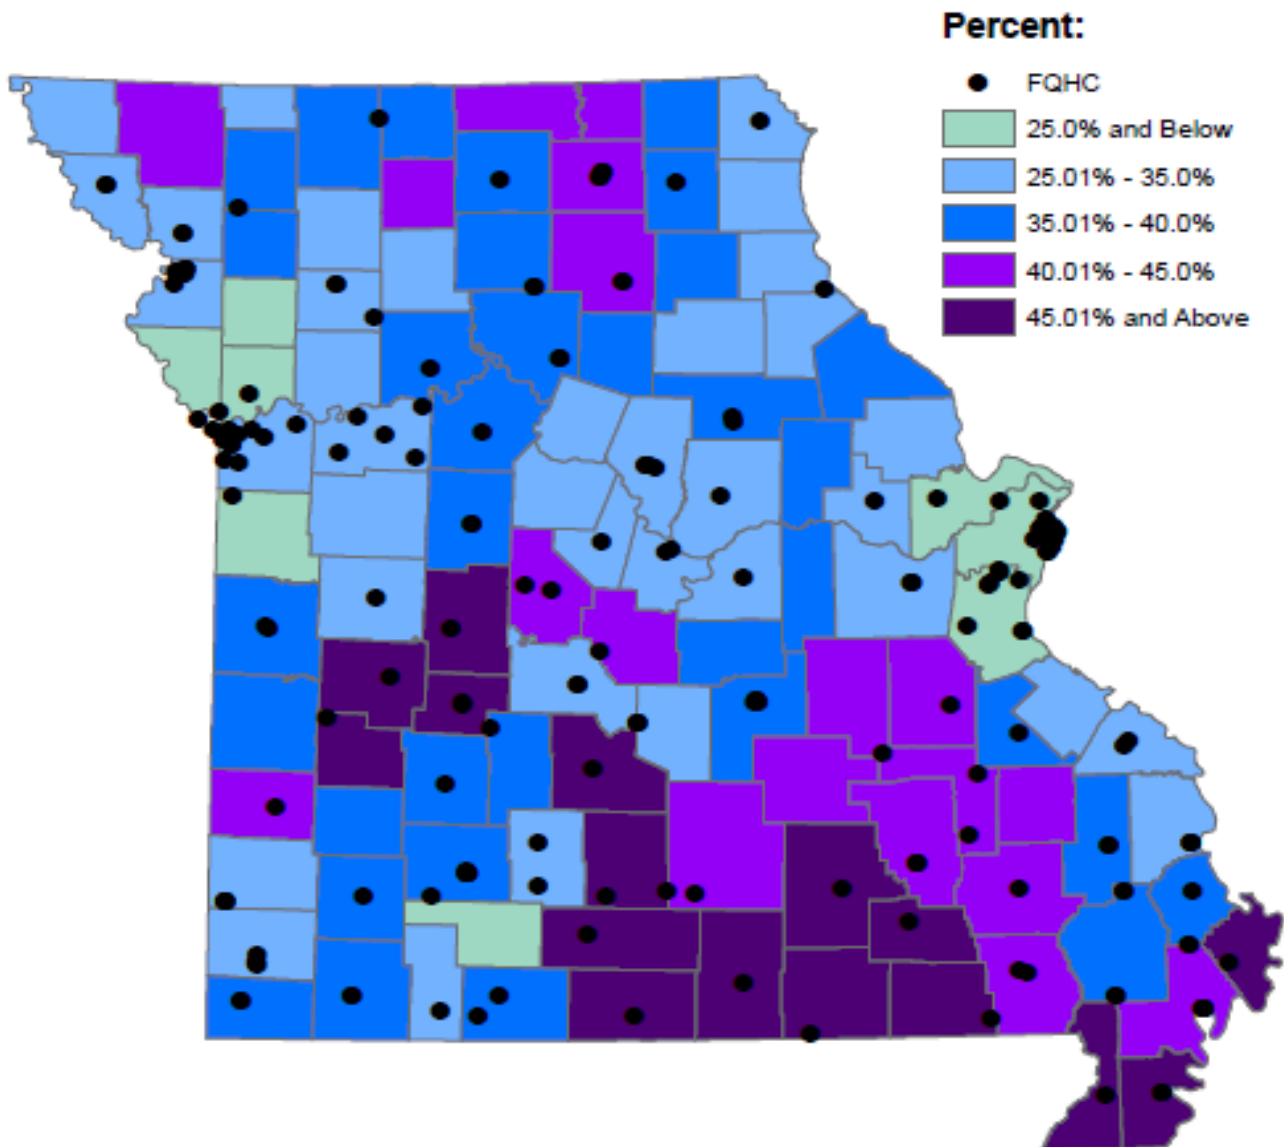 Percent:
FQHC
25.0% and Below
25.01% - 35.0%
35.01% - 40.0%
40.01% - 45.0%
45.01% and Above